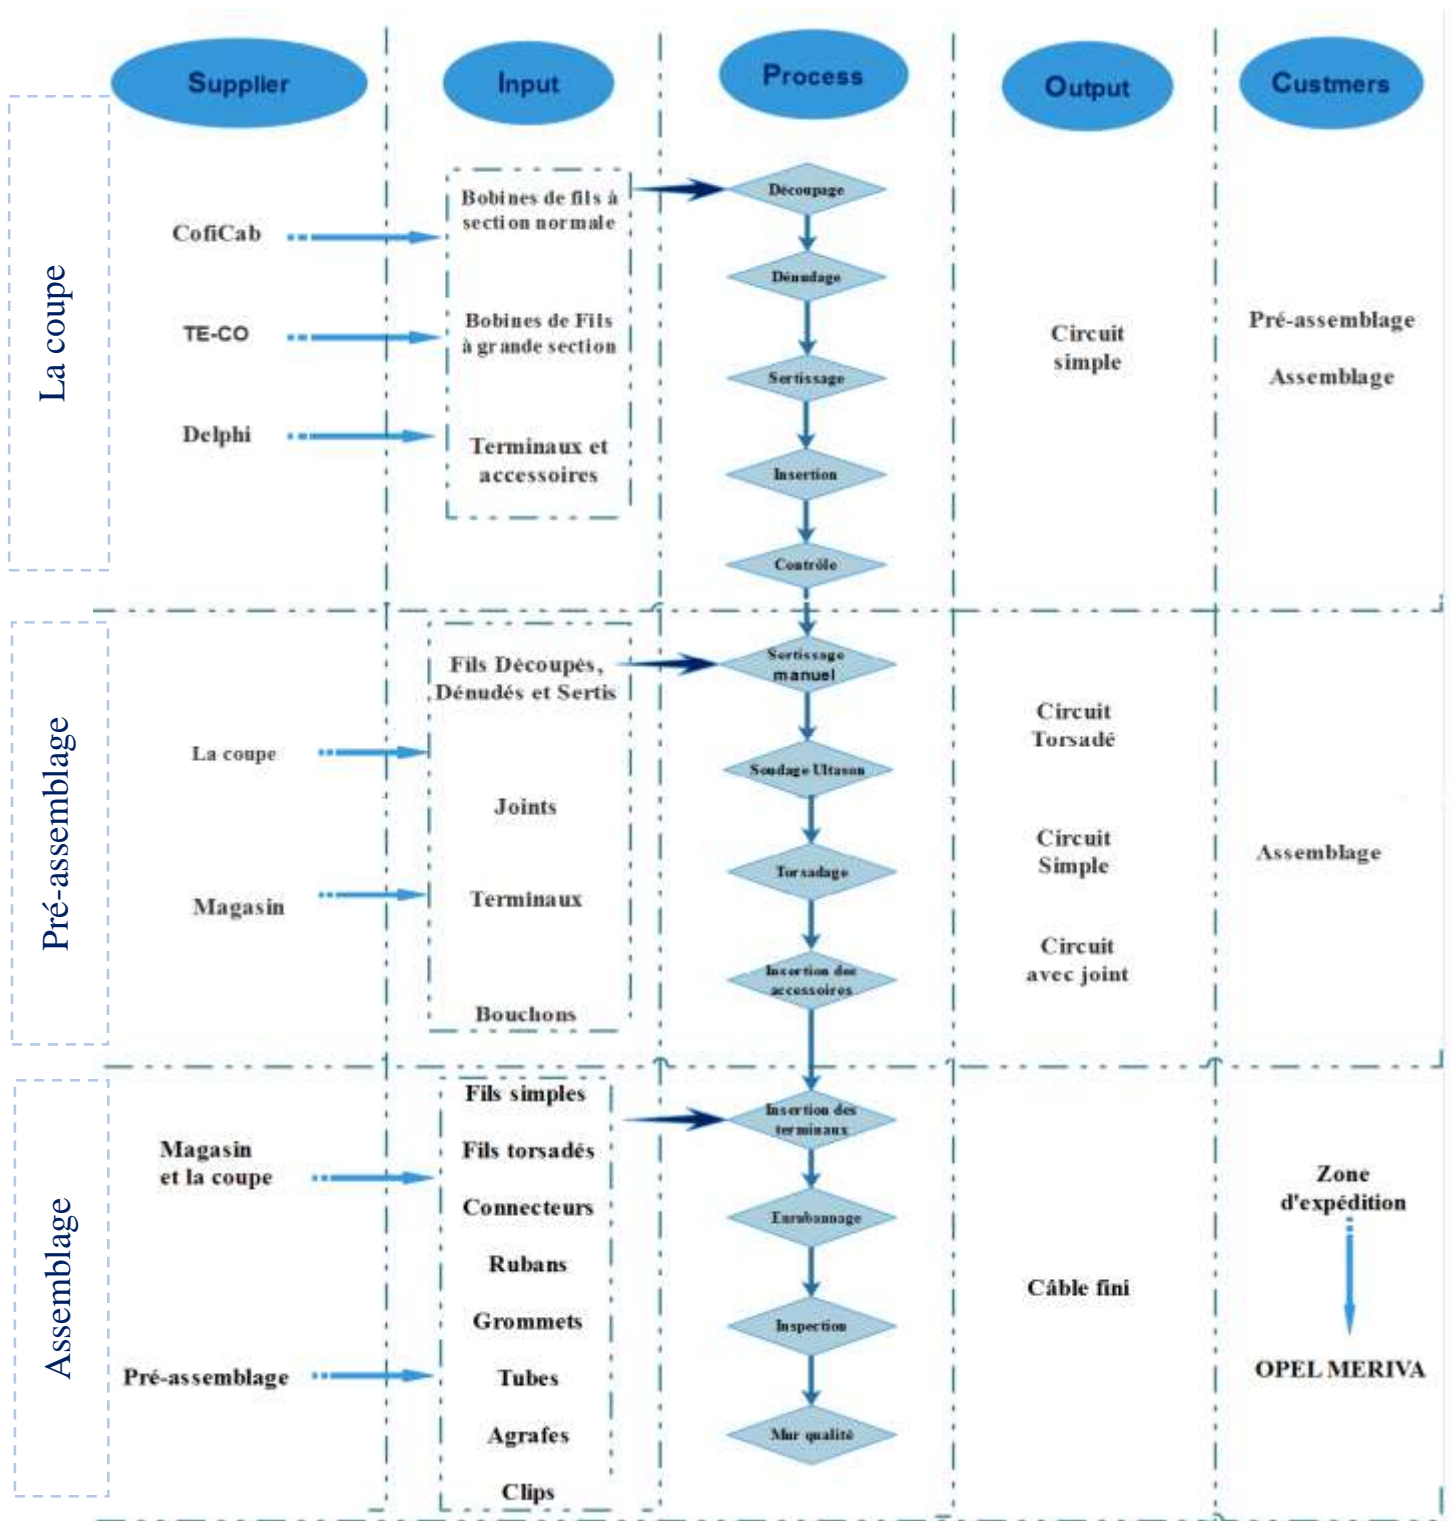 Supplier
Input
Process
Output
Custmers
La coupe
CofiCab
TE-CO
Delphi
Bobines de fils à
section normale
Bobines de Fils
à grande section
Terminaux et
accessoires
Découpage
Dénudage
Sertissage
Insertion
Contrôle
Circuit
simple
Pré-assemblage
Assemblage
Pré-assemblage
La coupe
Magasin
Fils Découpés,
Dénudés et Sertis
Joints
Terminaux
Bouchons
Sertissage
manuel
Soudage Ultason
Torsadage
Insertion des
accessoires
Circuit
Torsadé
Circuit
Simple
Circuit
avec joint
Assemblage
Assemblage
Magasin
et la coupe
Pré-assemblage
Fils simples
Fils torsadés
Connecteurs
Rubans
Grommets
Tubes
Agrafes
Clips
Insertion des
terminaux
Enrubannage
Inspection
Mur qualité
Câble fini
Zone
d'expédition
OPEL MERIVA